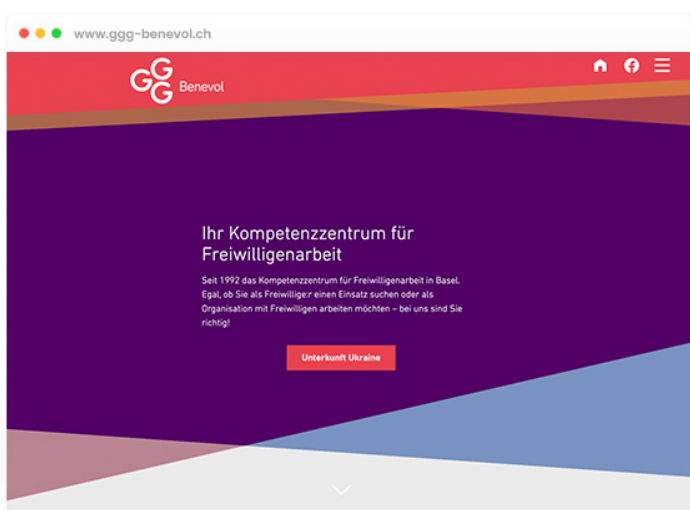 www.ggg-benevol.ch
GGG Benevol
Ihr Kompetenzzentrum für
Freiwilligenarbeit
Seit 1992 das Kompetenzzentrum für Freiwilligenarbeit in Basel.
Egal, ob Sie als Freiwillige:r einen Einsatz suchen oder als
Organisation mit Freiwilligen arbeiten möchten – bei uns sind Sie
richtig!
Unterkunft Ukraine